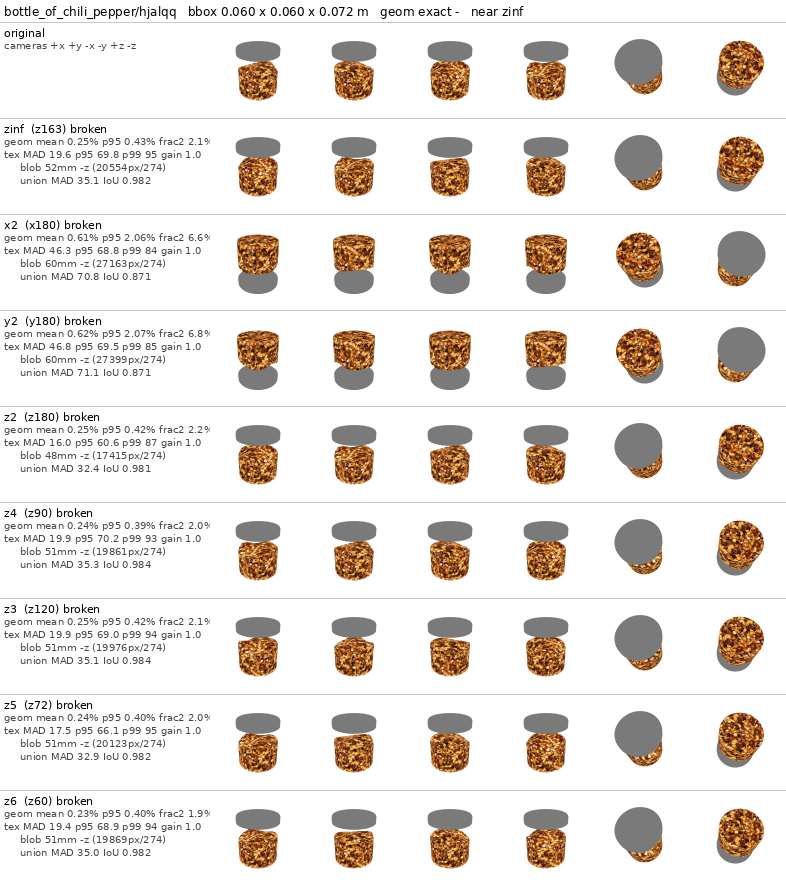 bottle_of_chili_pepper/hjalqq bbox 0.060 x 0.060 x 0.072 m geom exact - near zinf
original
cameras +x +y -x -y +z -z
zinf (z163) broken
geom mean 0.25% p95 0.43% frac2 2.1%
tex MAD 19.6 p95 69.8 p99 95 gain 1.0
blob 52mm -z (20554px/274)
union MAD 35.1 IoU 0.982
x2 (x180) broken
geom mean 0.61% p95 2.06% frac2 6.6%
tex MAD 46.3 p95 68.8 p99 84 gain 1.0
blob 60mm -z (27163px/274)
union MAD 70.8 IoU 0.871
y2 (y180) broken
geom mean 0.62% p95 2.07% frac2 6.8%
tex MAD 46.8 p95 69.5 p99 85 gain 1.0
blob 60mm -z (27399px/274)
union MAD 71.1 IoU 0.871
z2 (z180) broken
geom mean 0.25% p95 0.42% frac2 2.2%
tex MAD 16.0 p95 60.6 p99 87 gain 1.0
blob 48mm -z (17415px/274)
union MAD 32.4 IoU 0.981
z4 (z90) broken
geom mean 0.24% p95 0.39% frac2 2.0%
tex MAD 19.9 p95 70.2 p99 93 gain 1.0
blob 51mm -z (19861px/274)
union MAD 35.3 IoU 0.984
z3 (z120) broken
geom mean 0.25% p95 0.42% frac2 2.1%
tex MAD 19.9 p95 69.0 p99 94 gain 1.0
blob 51mm -z (19976px/274)
union MAD 35.1 IoU 0.984
z5 (z72) broken
geom mean 0.24% p95 0.40% frac2 2.0%
tex MAD 17.5 p95 66.1 p99 95 gain 1.0
blob 51mm -z (20123px/274)
union MAD 32.9 IoU 0.982
z6 (z60) broken
geom mean 0.23% p95 0.40% frac2 1.9%
tex MAD 19.4 p95 68.9 p99 94 gain 1.0
blob 51mm -z (19869px/274)
union MAD 35.0 IoU 0.982